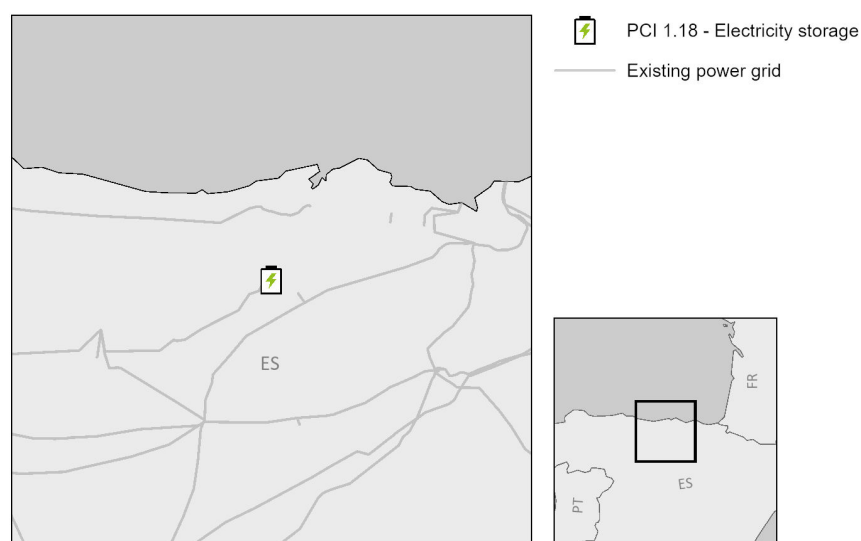 PCI 1.18 - Electricity storage
Existing power grid
ES
FR
ES
PT